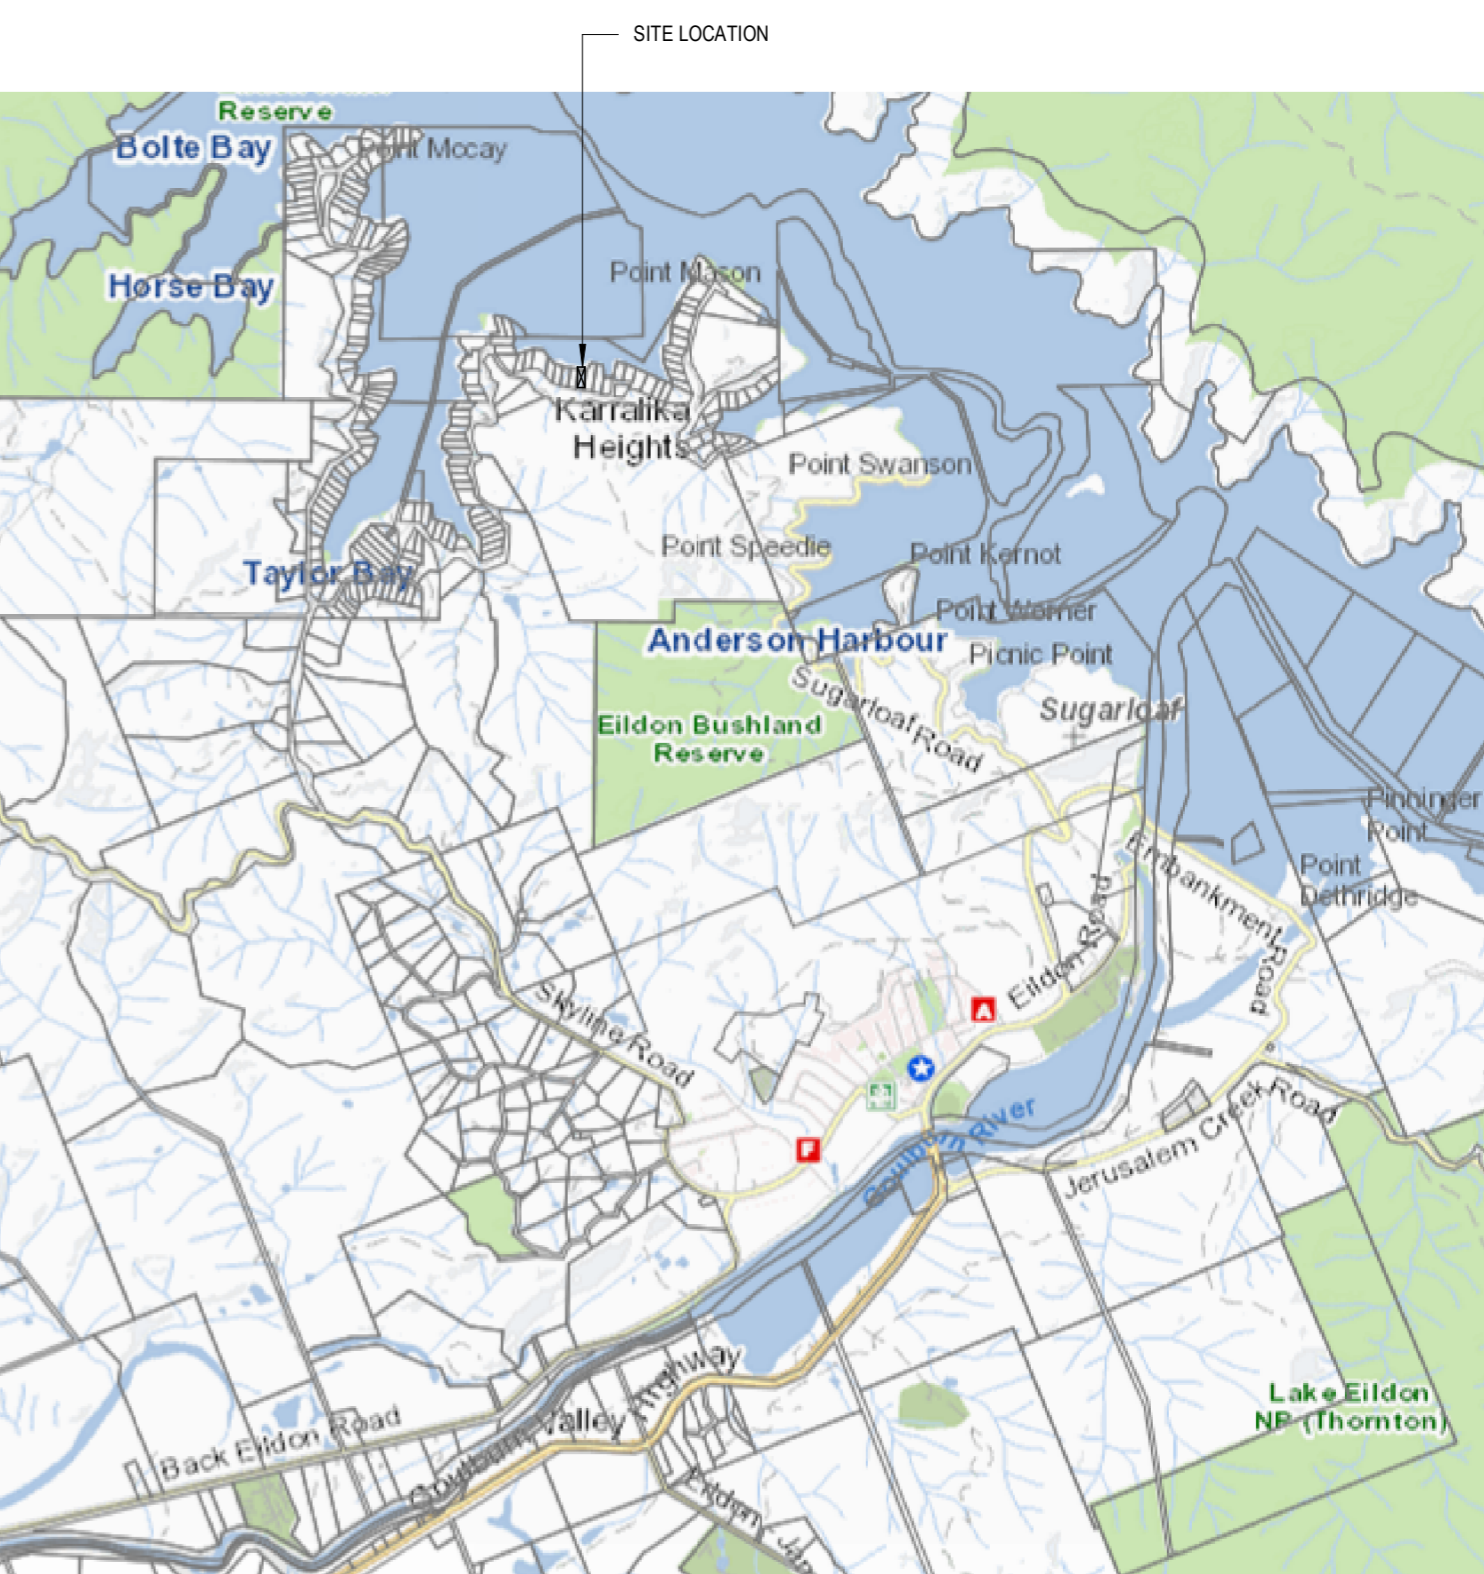 SITE LOCATION
Reserve
Bolte Bay
Point Mccay
Horse Bay
Point Mason
Karralika
Heights
Point Swanson
Point Speedie
Point Kernot
Taylor Bay
Point Worner
Anderson Harbour
Picnic Point
Sugarloaf Road
Sugarloaf
Eildon Bushland
Reserve
Pinninger
Point
Embankment Road
Point
Dethridge
Eildon Road
Skyline Road
A
Goulburn River
Jerusalem Creek Road
F
Goulburn Valley Highway
Lake Eildon
NP (Thornton)
Back Eildon Road